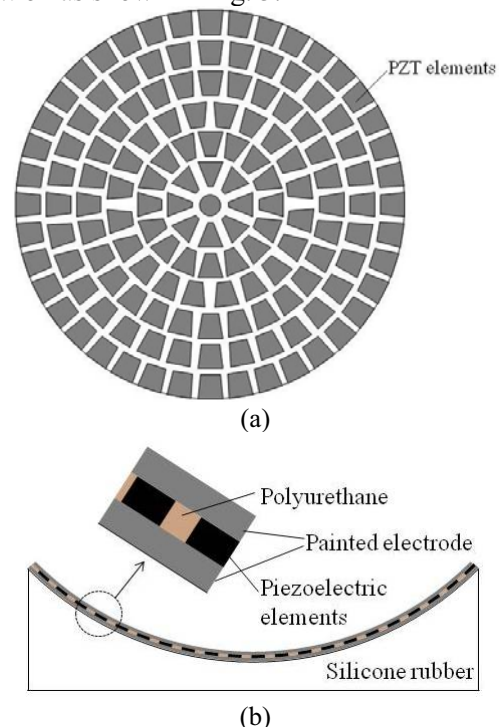 PZT elements
(a)
Polyurethane
Painted electrode
Piezoelectric
elements
Silicone rubber
(b)